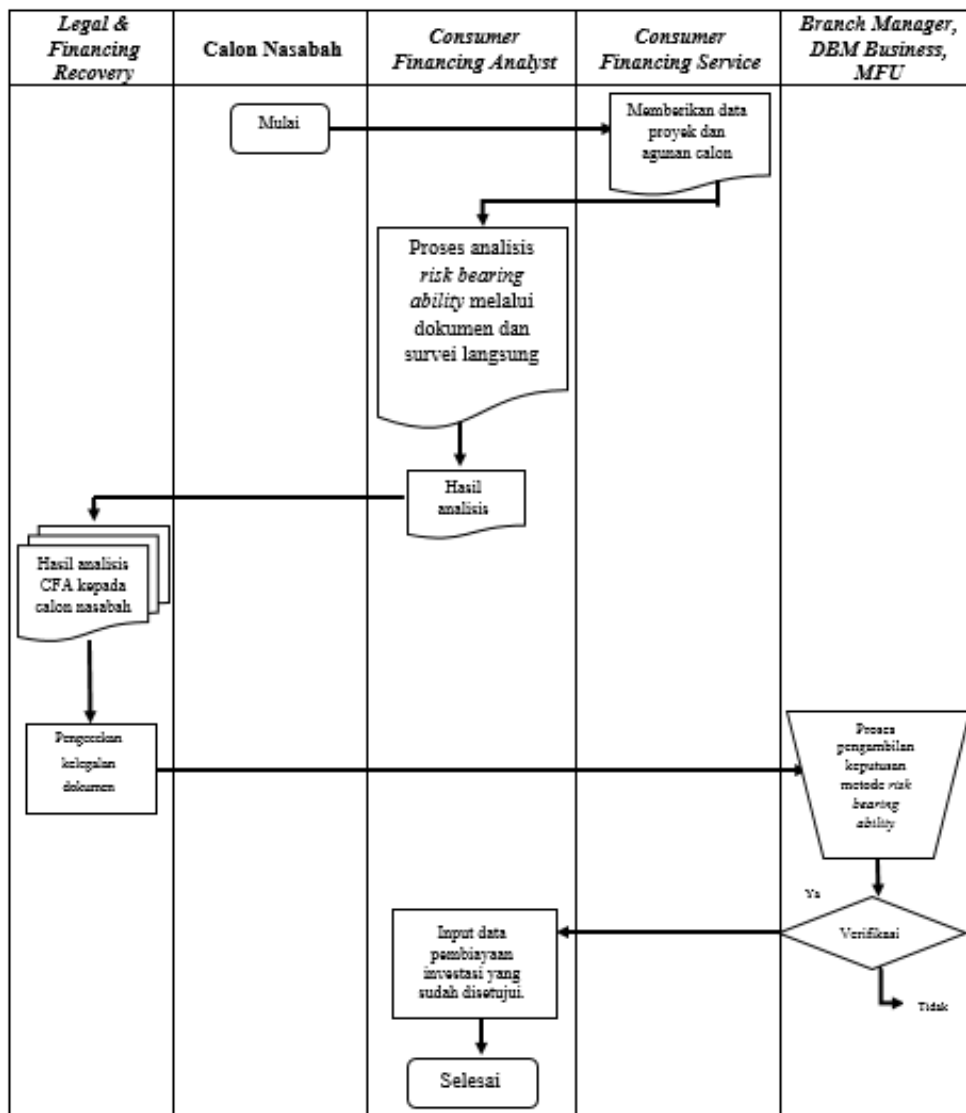 Legal &
Financing
Recovery
Calon Nasabah
Consumer
Financing Analyst
Consumer
Financing Service
Branch Manager,
DBM Business,
MFU
Mulai
Memberikan data
proyek dan
agunan calon
Proses analisis
risk bearing
ability melalui
dokumen dan
survei langsung
Hasil
analisis
Hasil analisis
CFA kepada
calon nasabah
Pengecekan
kelegalan
dokumen
Proses
pengambilan
keputusan
metode risk
bearing
ability
Ya
Verifikasi
Tidak
Input data
pembiayaan
investasi yang
sudah disetujui.
Selesai